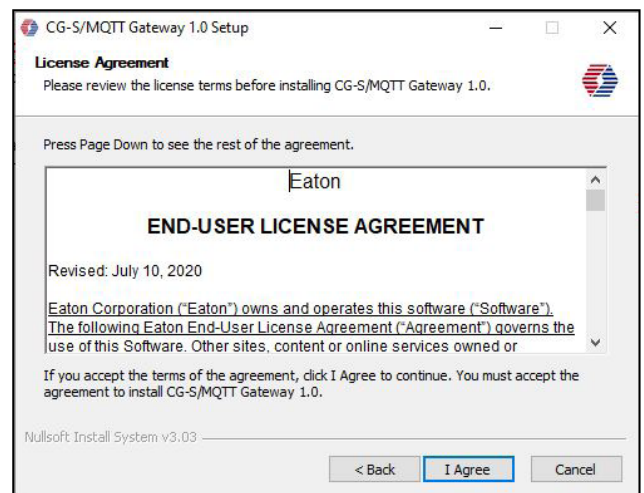 CG-S/MQTT Gateway 1.0 Setup
License Agreement
Please review the license terms before installing CG-S/MQTT Gateway 1.0.
Press Page Down to see the rest of the agreement.
Eaton
END-USER LICENSE AGREEMENT
Revised: July 10, 2020
Eaton Corporation (“Eaton”) owns and operates this software (“Software”).
The following Eaton End-User License Agreement (“Agreement”) governs the
use of this Software. Other sites, content or online services owned or
If you accept the terms of the agreement, click I Agree to continue. You must accept the
agreement to install CG-S/MQTT Gateway 1.0.
Nullsoft Install System v3.03
< Back
I Agree
Cancel